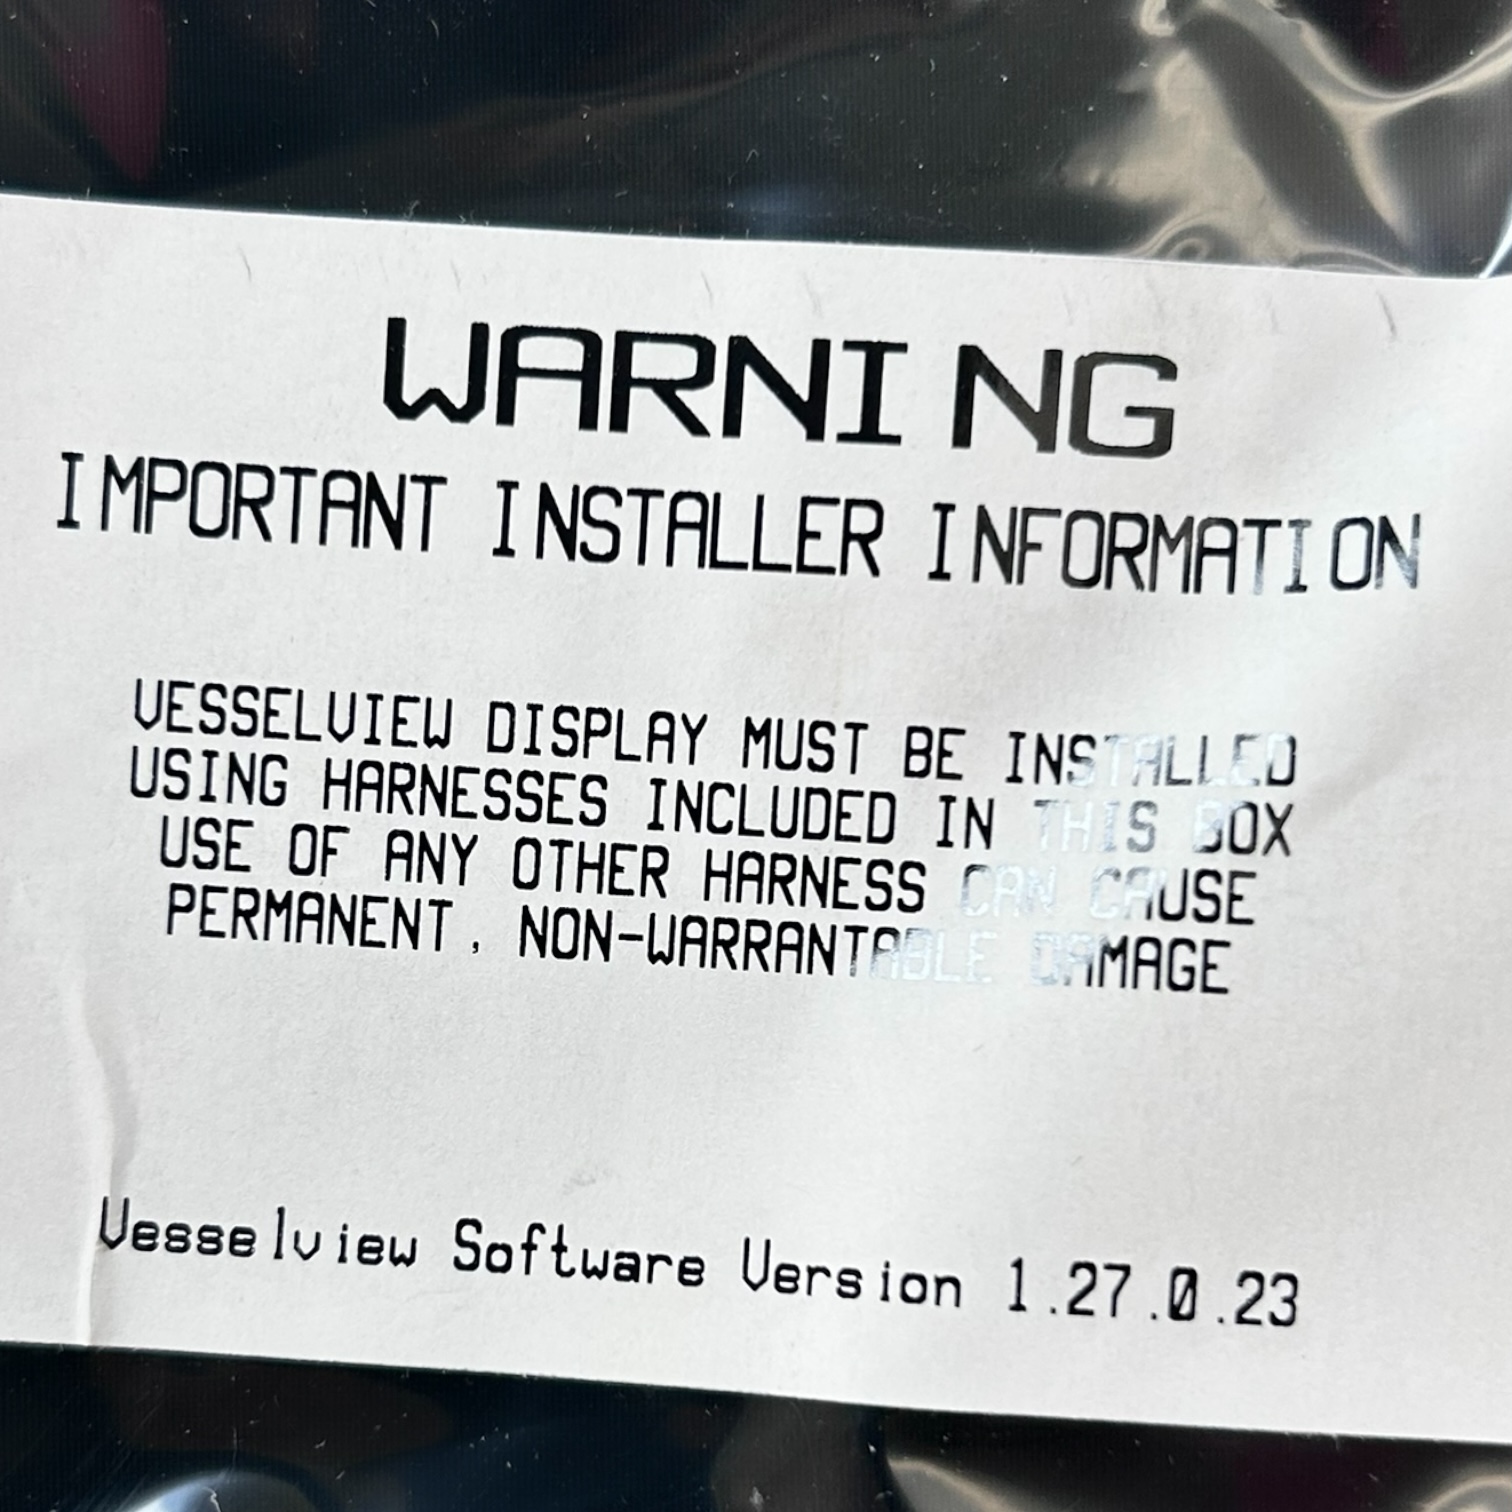 WARNING
IMPORTANT INSTALLER INFORMATION
VESSELVIEW DISPLAY MUST BE INSTALLED
USING HARNESSES INCLUDED IN THIS BOX
USE OF ANY OTHER HARNESS CAN CAUSE
PERMANENT, NON-WARRANTABLE DAMAGE
Vesselview Software Version 1.27.0.23